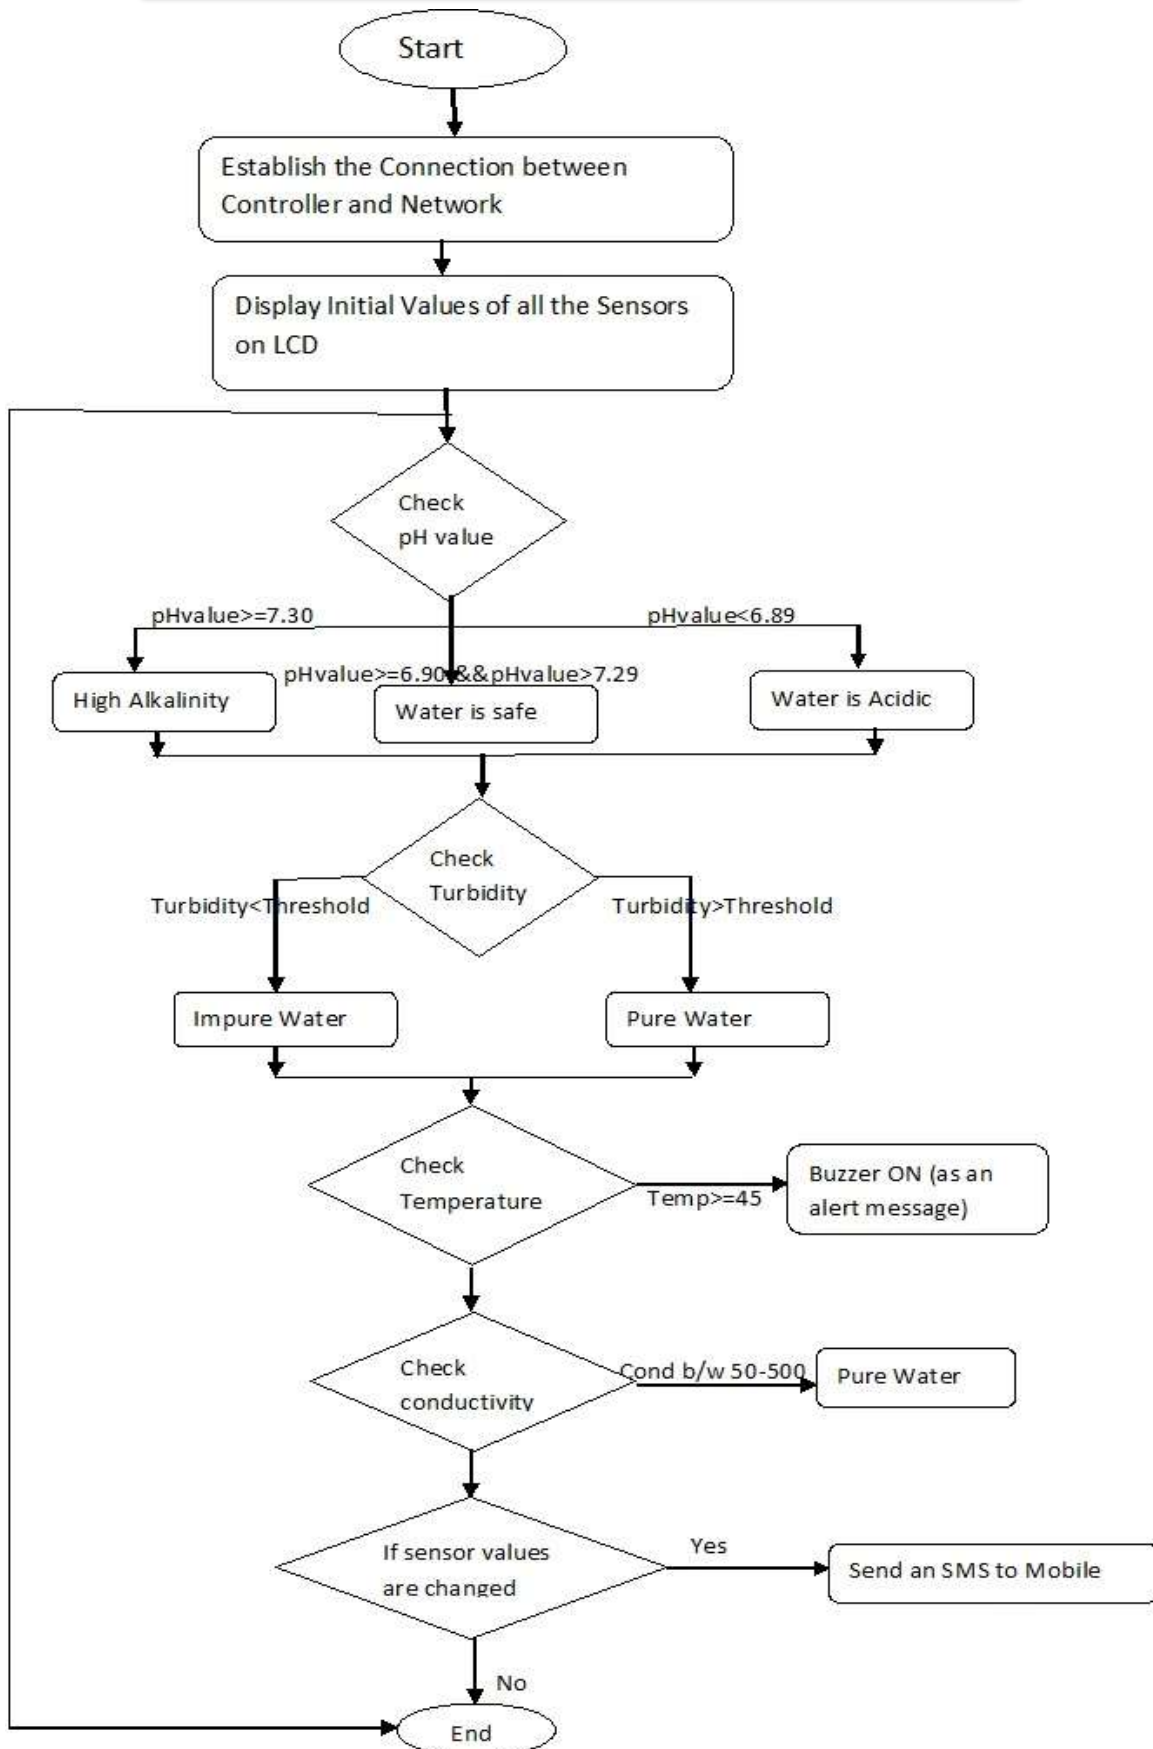 Start
Establish the Connection between
Controller and Network
Display Initial Values of all the Sensors
on LCD
Check
pH value
pHvalue>=7.30
pHvalue<6.89
pHvalue>=6.90&&pHvalue>7.29
High Alkalinity
Water is safe
Water is Acidic
Check
Turbidity
Turbidity<Threshold
Turbidity>Threshold
Impure Water
Pure Water
Check
Temperature
Temp>=45
Buzzer ON (as an
alert message)
Check
conductivity
Cond b/w 50-500
Pure Water
If sensor values
are changed
Yes
Send an SMS to Mobile
No
End